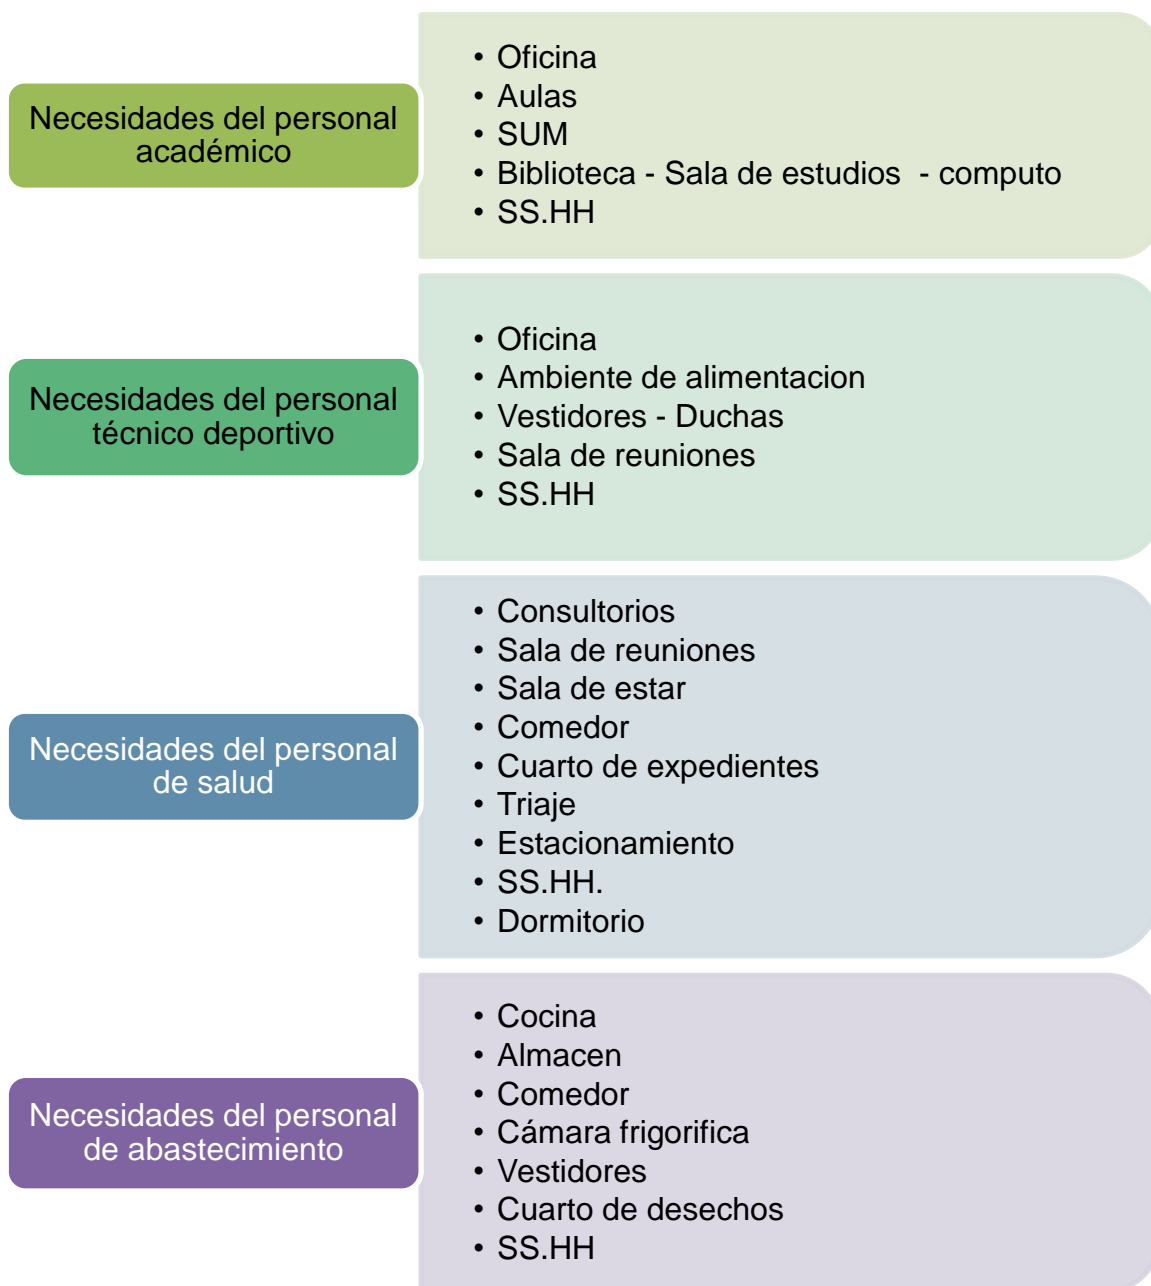 Necesidades del personal
académico
• Oficina
• Aulas
• SUM
• Biblioteca - Sala de estudios - computo
• SS.HH
Necesidades del personal
técnico deportivo
• Oficina
• Ambiente de alimentacion
• Vestidores - Duchas
• Sala de reuniones
• SS.HH
Necesidades del personal
de salud
• Consultorios
• Sala de reuniones
• Sala de estar
• Comedor
• Cuarto de expedientes
• Triaje
• Estacionamiento
• SS.HH.
• Dormitorio
Necesidades del personal
de abastecimiento
• Cocina
• Almacen
• Comedor
• Cámara frigorifica
• Vestidores
• Cuarto de desechos
• SS.HH